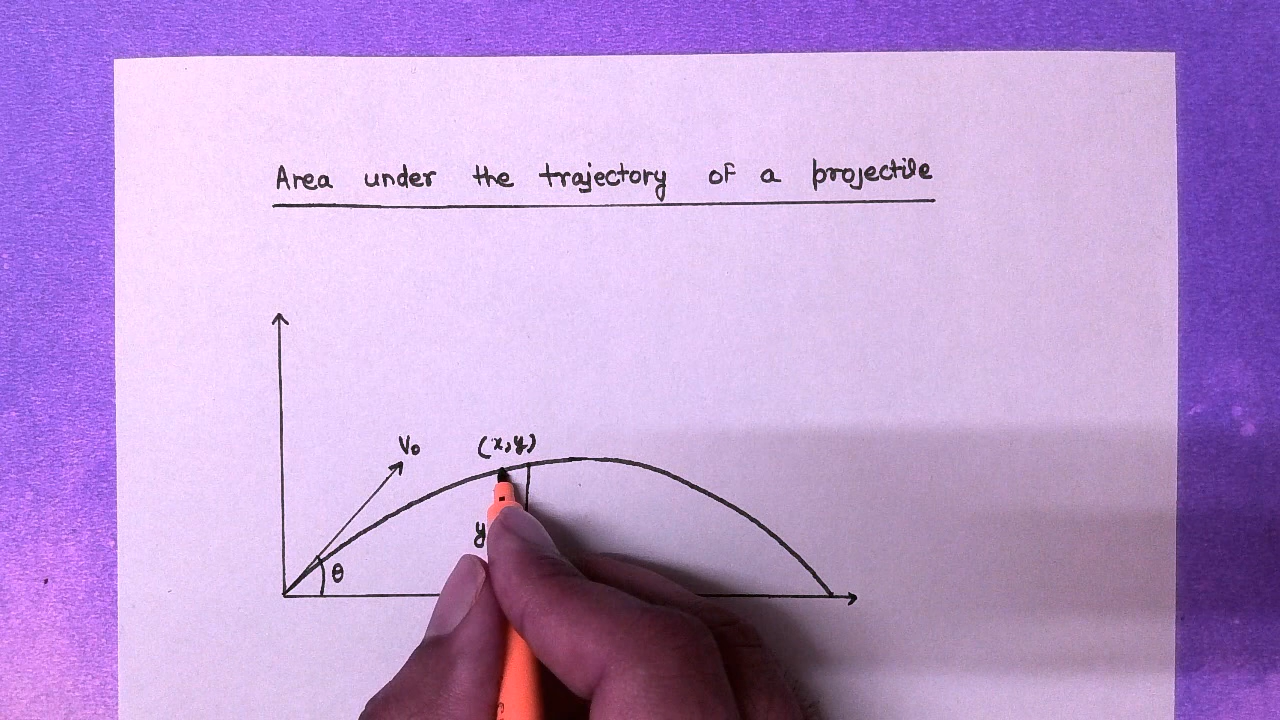 Area under the trajectory of a projectile
V₀
(x,y)
y
θ